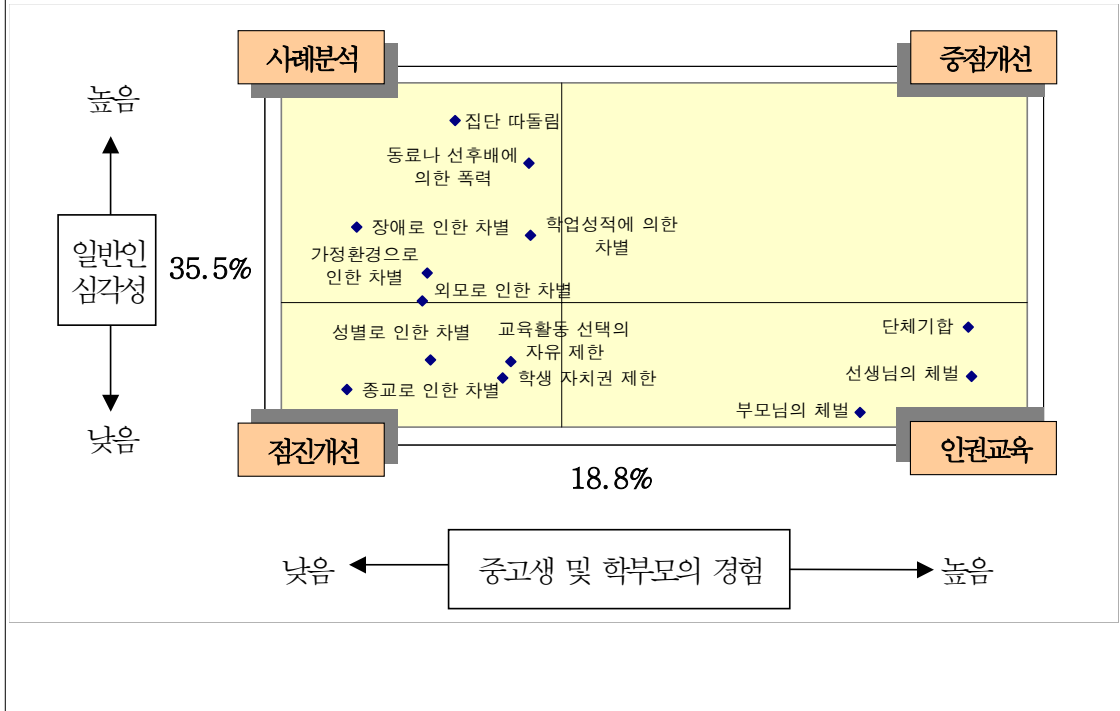 사례분석
중점개선
높음
집단 따돌림
동료나 선후배에
의한 폭력
장애로 인한 차별
학업성적에 의한
차별
일반인
심각성
35.5%
가정환경으로
인한 차별
외모로 인한 차별
성별로 인한 차별
교육활동 선택의
자유 제한
단체기합
학생 자치권 제한
선생님의 체벌
종교로 인한 차별
부모님의 체벌
낮음
점진개선
인권교육
18.8%
낮음
중고생 및 학부모의 경험
높음